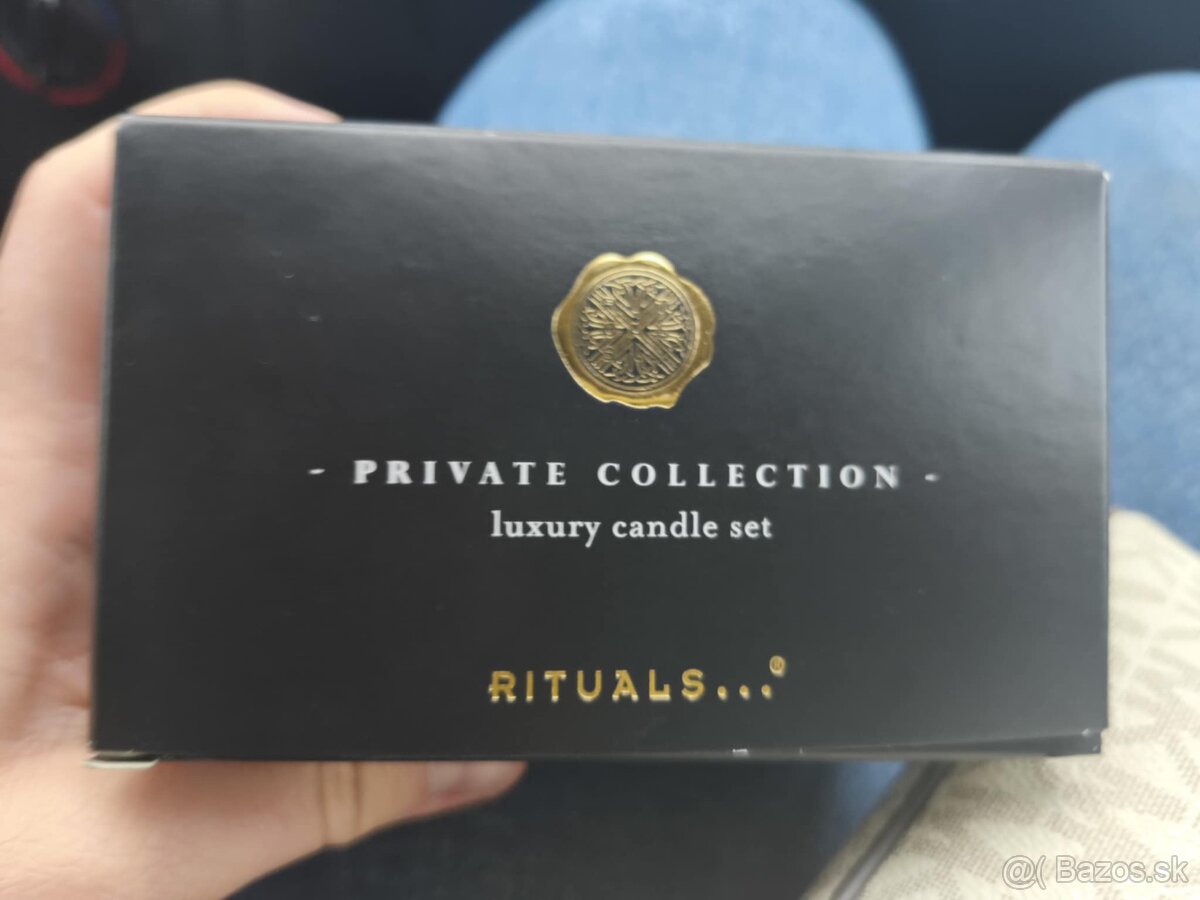 - PRIVATE COLLECTION -
luxury candle set
RITUALS...®
@( Bazos.sk